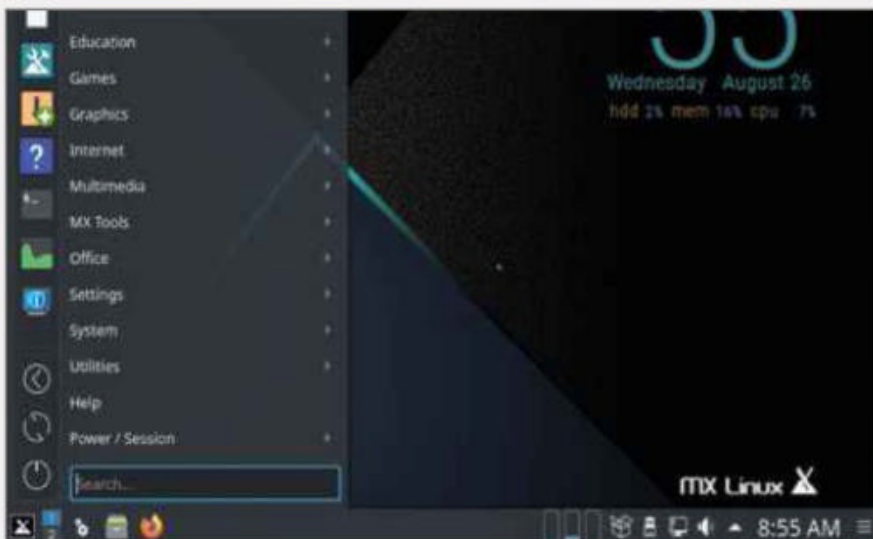 Education
Games
Graphics
Internet
Multimedia
MX Tools
Office
Settings
System
Utilities
Help
Power / Session
Search...
55
Wednesday August 26
hdd 2% mem 16% cpu 7%
MX Linux
8:55 AM